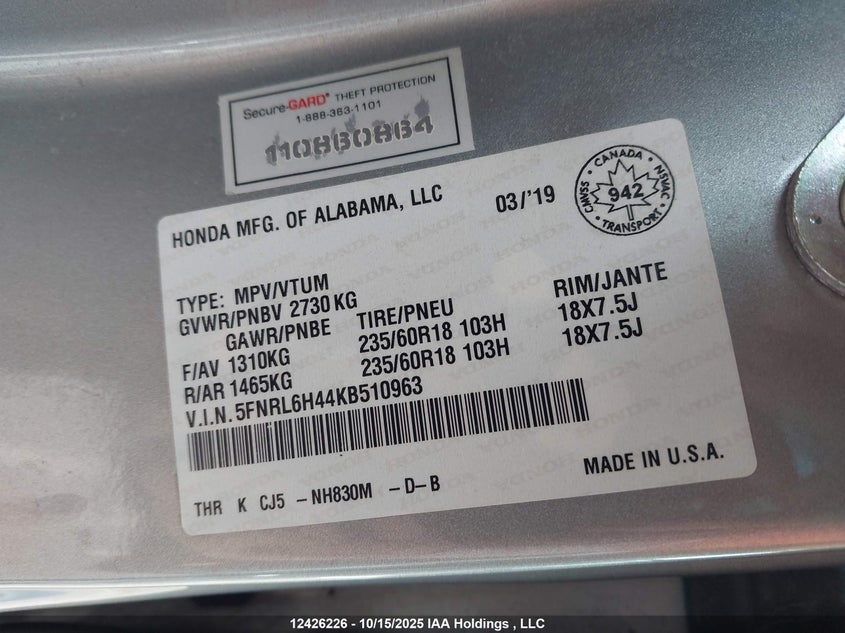 Secure-GARD® THEFT PROTECTION
1-888-363-1101
110860864
HONDA MFG. OF ALABAMA, LLC 03/'19
CANADA
CMVSS 942 NSVAC
TRANSPORT
TYPE: MPV/VTUM
GVWR/PNBV 2730 KG
GAWR/PNBE TIRE/PNEU RIM/JANTE
F/AV 1310KG 235/60R18 103H 18X7.5J
R/AR 1465KG 235/60R18 103H 18X7.5J
V.I.N. 5FNRL6H44KB510963
THR K CJ5 -NH830M -D-B MADE IN U.S.A.
12426226 - 10/15/2025 IAA Holdings , LLC